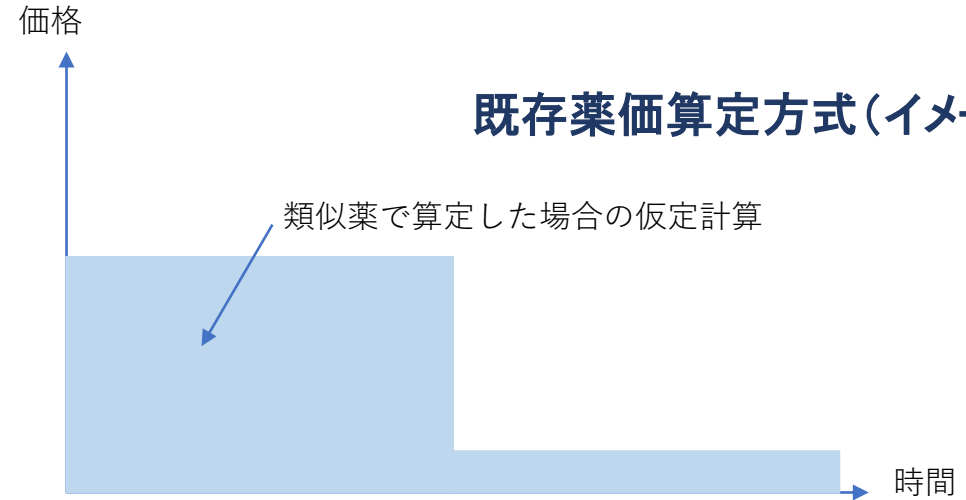 価格
既存薬価算定方式（イメー
類似薬で算定した場合の仮定計算
時間